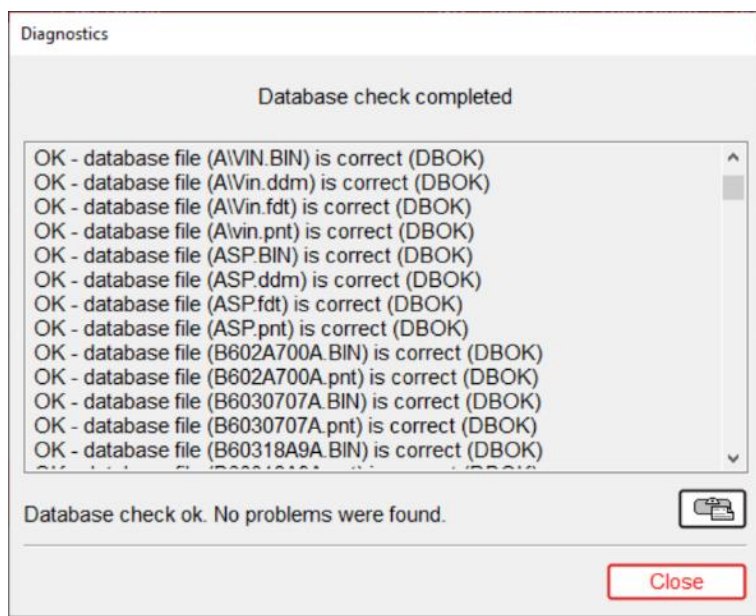 Diagnostics
Database check completed
OK - database file (A\VIN.BIN) is correct (DBOK)
OK - database file (A\Vin.ddm) is correct (DBOK)
OK - database file (A\Vin.fdt) is correct (DBOK)
OK - database file (A\vin.pnt) is correct (DBOK)
OK - database file (ASP.BIN) is correct (DBOK)
OK - database file (ASP.ddm) is correct (DBOK)
OK - database file (ASP.fdt) is correct (DBOK)
OK - database file (ASP.pnt) is correct (DBOK)
OK - database file (B602A700A.BIN) is correct (DBOK)
OK - database file (B602A700A.pnt) is correct (DBOK)
OK - database file (B6030707A.BIN) is correct (DBOK)
OK - database file (B6030707A.pnt) is correct (DBOK)
OK - database file (B60318A9A.BIN) is correct (DBOK)
Database check ok. No problems were found.
Close